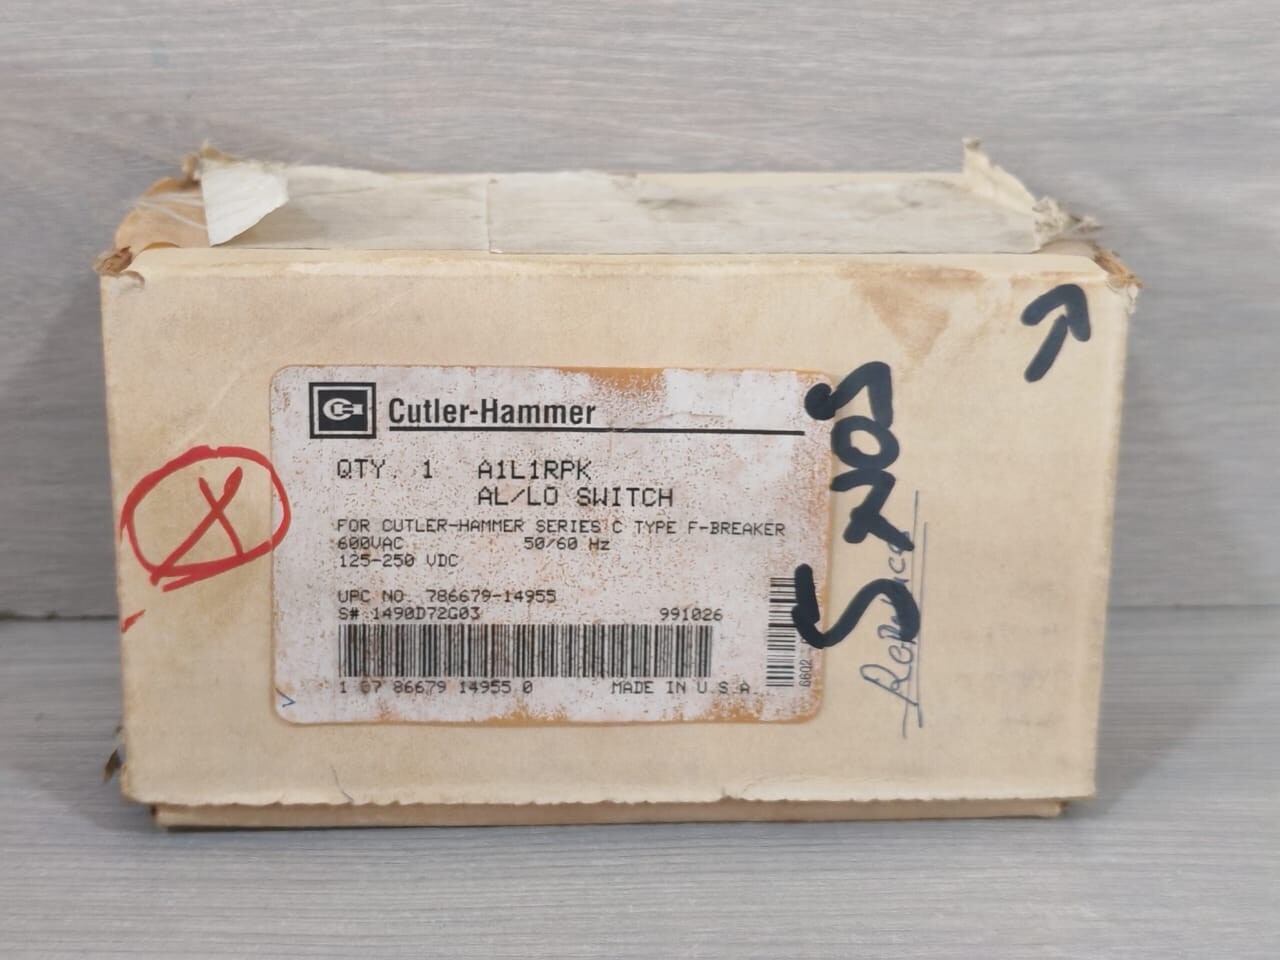 Cutler-Hammer
QTY. 1 A1L1RPK
AL/LO SWITCH
FOR CUTLER-HAMMER SERIES C TYPE F-BREAKER
600VAC 50/60 Hz
125-250 VDC
UPC NO. 786679-14955
S# 1490D72G03 991026
1 07 86679 14955 0 MADE IN U.S.A.
6602
X